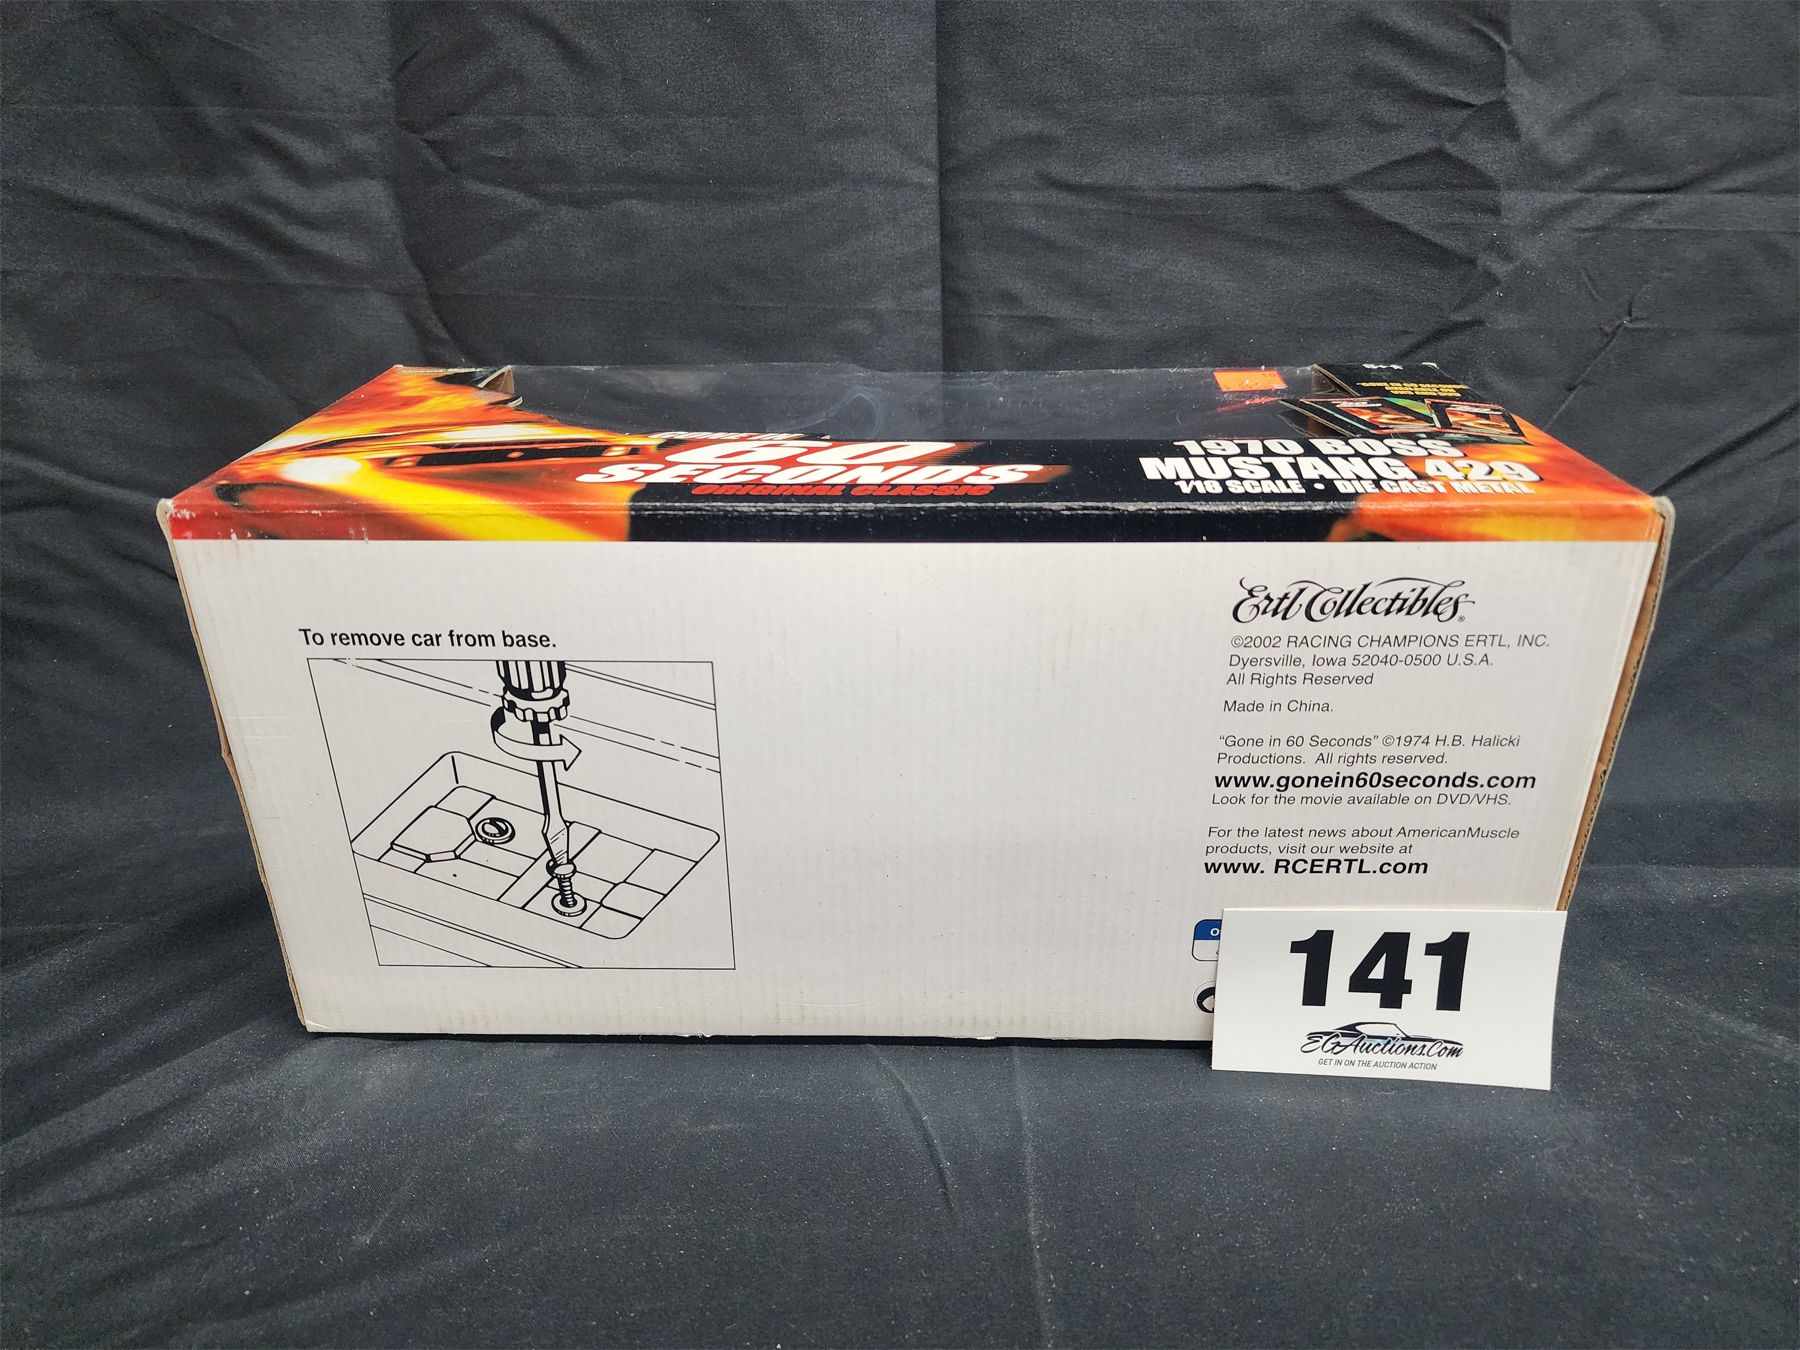 60
SECONDS
ORIGINAL CLASSIC
1970 BOSS
MUSTANG 429
1/18 SCALE • DIE CAST METAL
To remove car from base.
Ertl Collectibles®
©2002 RACING CHAMPIONS ERTL, INC.
Dyersville, Iowa 52040-0500 U.S.A.
All Rights Reserved
Made in China.
"Gone in 60 Seconds" ©1974 H.B. Halicki
Productions. All rights reserved.
www.gonein60seconds.com
Look for the movie available on DVD/VHS.
For the latest news about AmericanMuscle
products, visit our website at
www. RCERTL.com
141
EGAuctions.Com
GET IN ON THE AUCTION ACTION